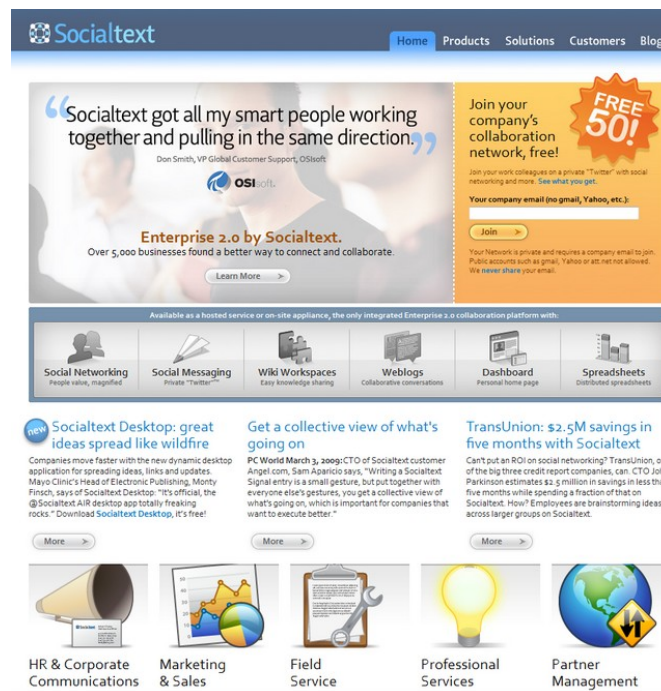 Socialtext
Home Products Solutions Customers Blog
“Socialtext got all my smart people working
together and pulling in the same direction.”
Don Smith, VP Global Customer Support, OSIsoft
OSIsoft.
Enterprise 2.0 by Socialtext.
Over 5,000 businesses found a better way to connect and collaborate.
Learn More >
Join your
company's
collaboration
network, free!
FREE
50!
Join your work colleagues on a private "Twitter" with social
networking and more. See what you get.
Your company email (no gmail, Yahoo, etc.):
Join >
Your Network is private and requires a company email to join.
Public accounts such as gmail, Yahoo or att.net not allowed.
We never share your email.
Available as a hosted service or on-site appliance, the only integrated Enterprise 2.0 collaboration platform with:
Social Networking
People value, magnified
Social Messaging
Private "Twitter"
Wiki Workspaces
Easy knowledge sharing
Weblogs
Collaborative conversations
Dashboard
Personal home page
Spreadsheets
Distributed spreadsheets
new
Socialtext Desktop: great
ideas spread like wildfire
Companies move faster with the new dynamic desktop
application for spreading ideas, links and updates.
Mayo Clinic's Head of Electronic Publishing, Monty
Finsch, says of Socialtext Desktop: "It's official, the
@Socialtext AIR desktop app totally freaking
rocks." Download Socialtext Desktop, it's free!
More >
Get a collective view of what's
going on
PC World March 3, 2009: CTO of Socialtext customer
Angel.com, Sam Aparicio says, "Writing a Socialtext
Signal entry is a small gesture, but put together with
everyone else's gestures, you get a collective view of
what's going on, which is important for companies that
want to execute better."
More >
TransUnion: $2.5M savings in
five months with Socialtext
Can't put an ROI on social networking? TransUnion, o
of the big three credit report companies, can. CTO Joh
Parkinson estimates $2.5 million in savings in less tha
five months while spending a fraction of that on
Socialtext. How? Employees are brainstorming ideas
across larger groups on Socialtext.
More >
Socialtext
HR & Corporate
Communications
Marketing
& Sales
Field
Service
Professional
Services
Partner
Management